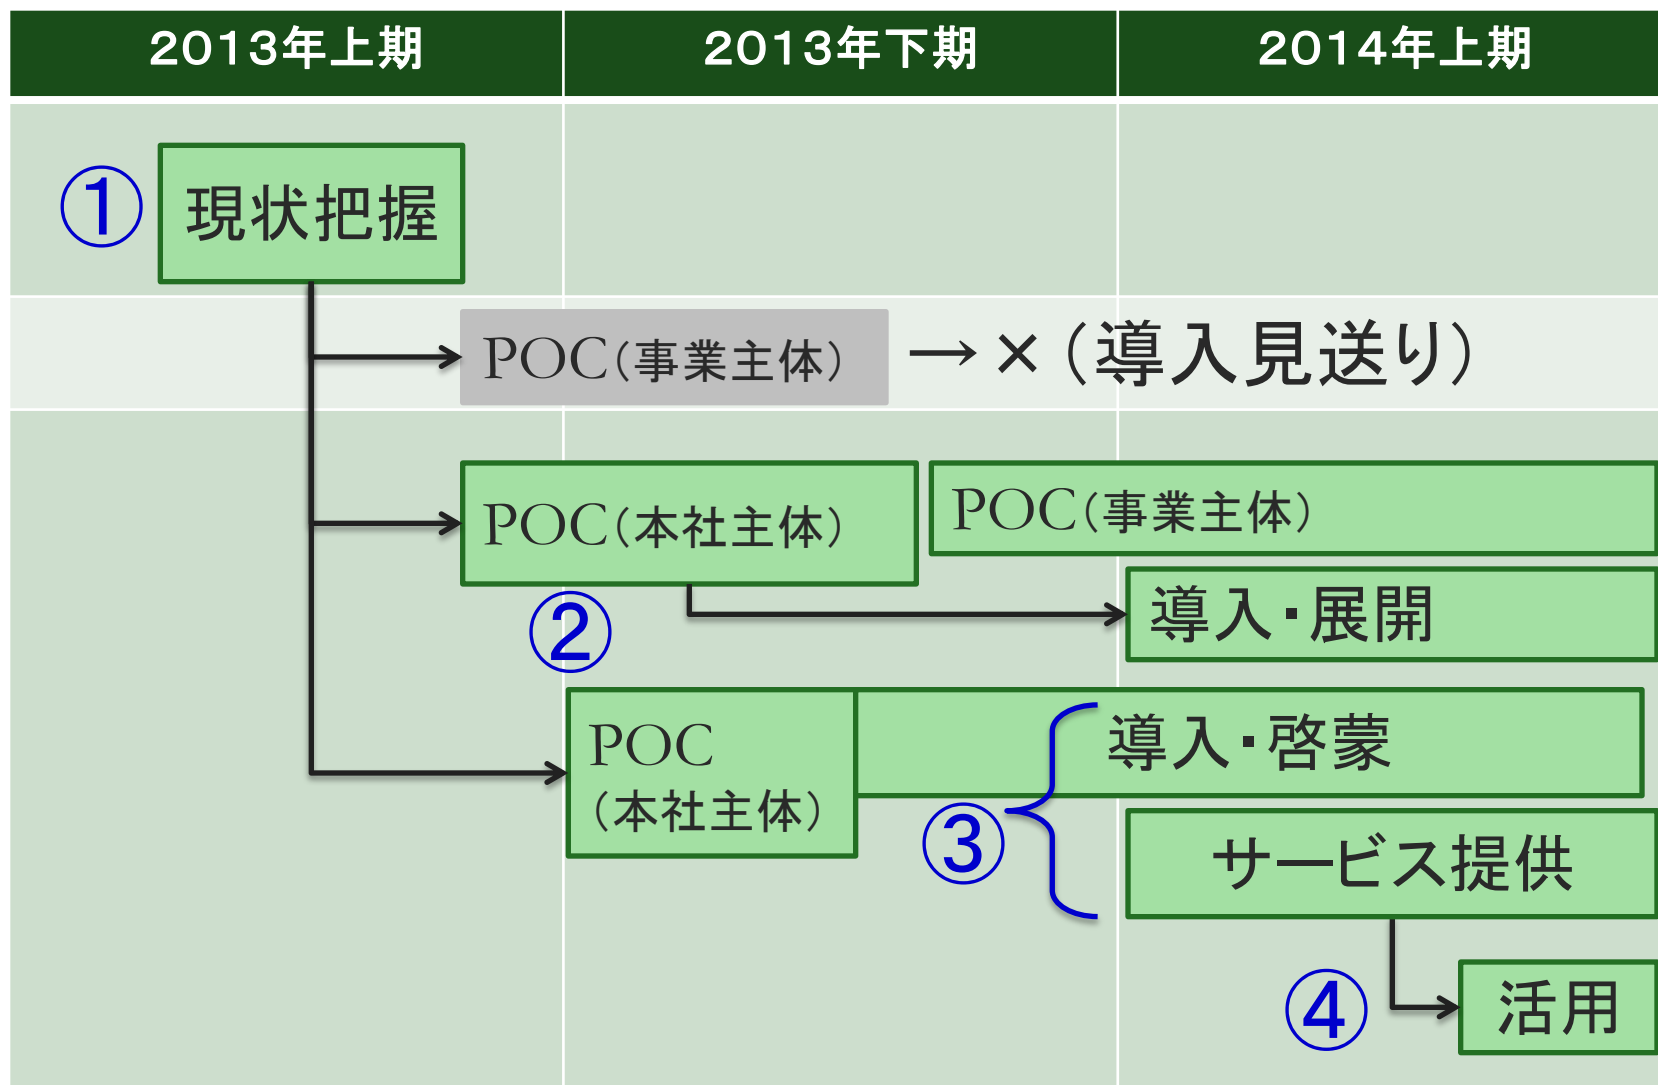 2013年上期
2013年下期
2014年上期
①
現状把握
POC(事業主体)
→×(導入見送り)
POC(本社主体)
POC(事業主体)
②
導入・展開
POC
(本社主体)
導入・啓蒙
③
サービス提供
④
活用